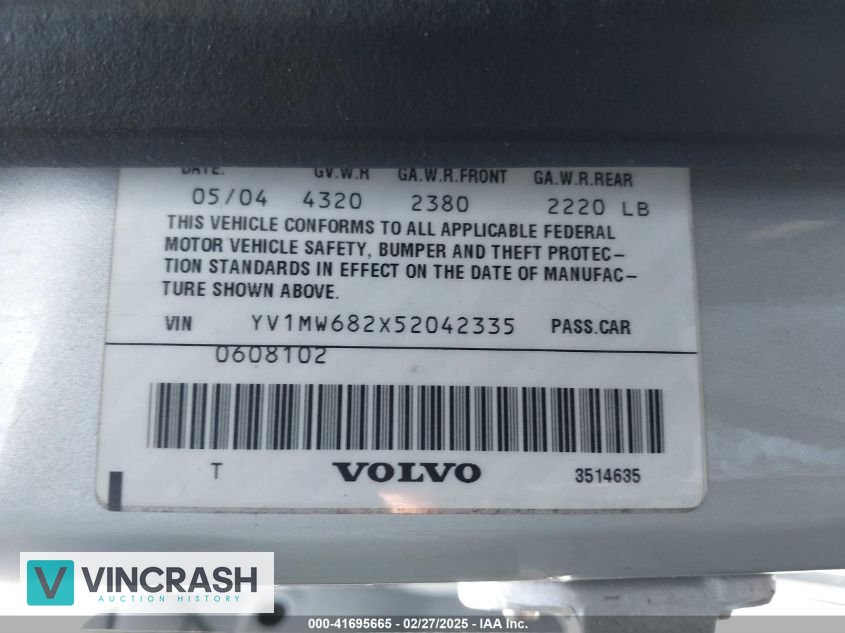 DATE: G.V.W.R GA.W.R.FRONT GA.W.R.REAR
05/04 4320 2380 2220 LB
THIS VEHICLE CONFORMS TO ALL APPLICABLE FEDERAL
MOTOR VEHICLE SAFETY, BUMPER AND THEFT PROTEC–
TION STANDARDS IN EFFECT ON THE DATE OF MANUFAC–
TURE SHOWN ABOVE.
VIN YV1MW682X52042335 PASS.CAR
0608102
T VOLVO 3514635
VINCRASH
AUCTION HISTORY
000-41695665 - 02/27/2025 - IAA Inc.